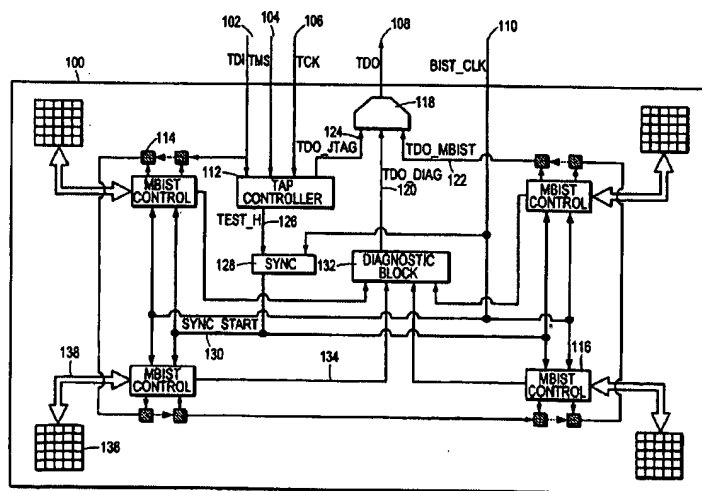 102
104
106
108
110
TDI
TMS
TCK
TDO
BIST_CLK
100
118
114
124
TDO_JTAG
TDO_MBIST
122
MBIST
CONTROL
112
TAP
CONTROLLER
TDO_DIAG
120
MBIST
CONTROL
TEST_H
126
128
SYNC
132
DIAGNOSTIC
BLOCK
SYNC_START
130
134
116
138
MBIST
CONTROL
MBIST
CONTROL
136